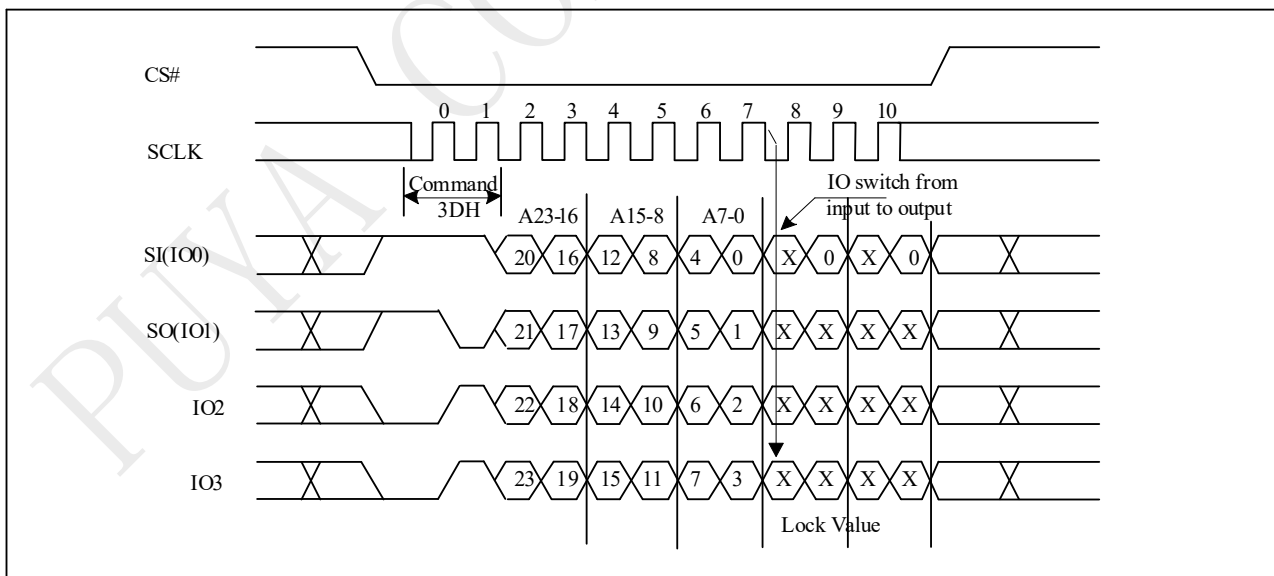 PUYA CO
CS#
0 1 2 3 4 5 6 7 8 9 10
SCLK
Command
3DH
IO switch from
input to output
A23-16 A15-8 A7-0
SI(IO0) 20 16 12 8 4 0 X 0 X 0
SO(IO1) 21 17 13 9 5 1 X X X X
IO2 22 18 14 10 6 2 X X X X
IO3 23 19 15 11 7 3 X X X X
Lock Value